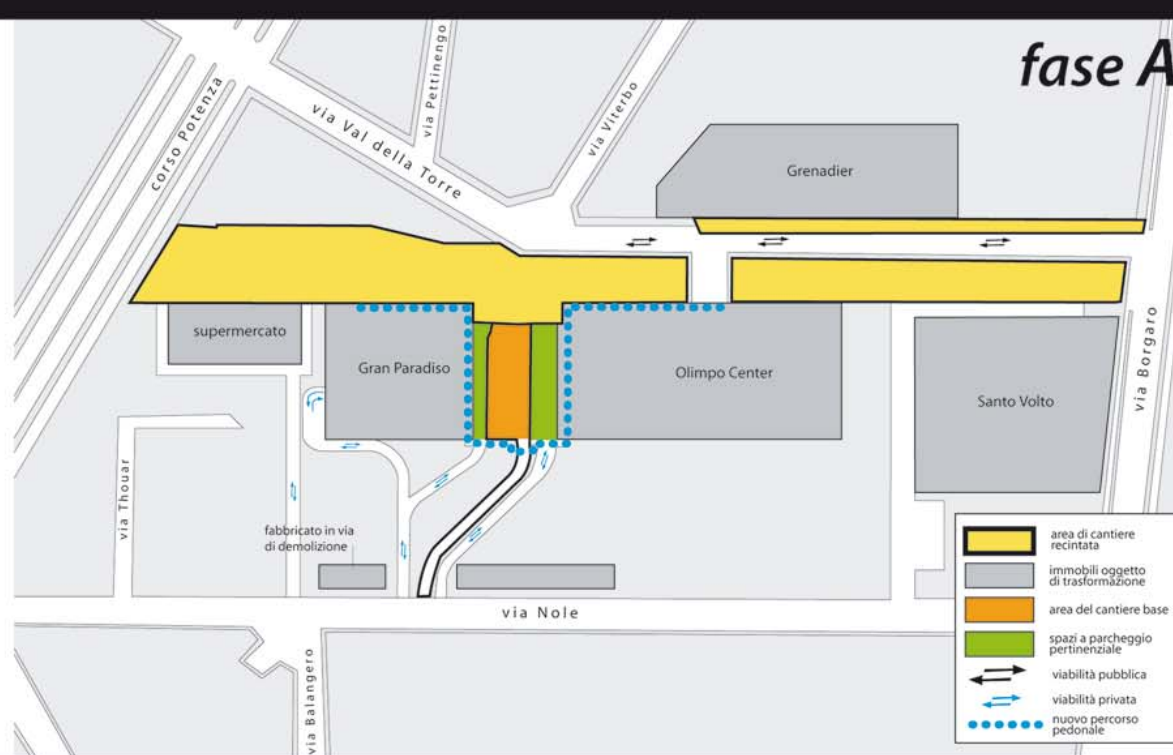 fase A
corso Potenza
via Val della Torre
via Pettinengo
via Viterbo
Grenadier
supermercato
Gran Paradiso
Olimpo Center
Santo Volto
via Borgaro
via Thouar
fabbricato in via
di demolizione
via Nole
via Balangero
area di cantiere
recintata
immobili oggetto
di trasformazione
area del cantiere base
spazi a parcheggio
pertinenziale
viabilità pubblica
viabilità privata
nuovo percorso
pedonale